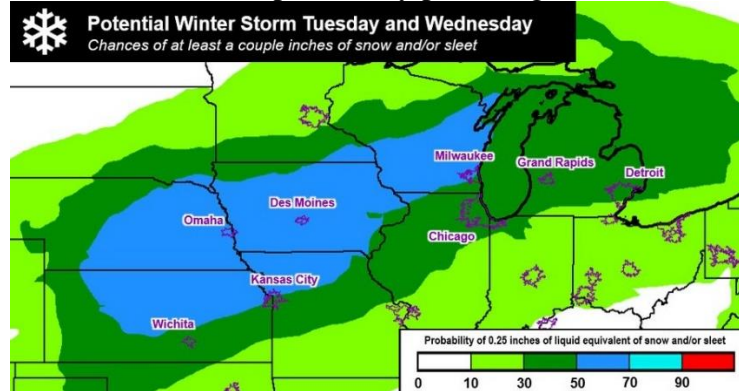 Potential Winter Storm Tuesday and Wednesday
Chances of at least a couple inches of snow and/or sleet
Milwaukee
Grand Rapids
Detroit
Des Moines
Omaha
Chicago
Kansas City
Wichita
Probability of 0.25 inches of liquid equivalent of snow and/or sleet
0 10 30 50 70 90